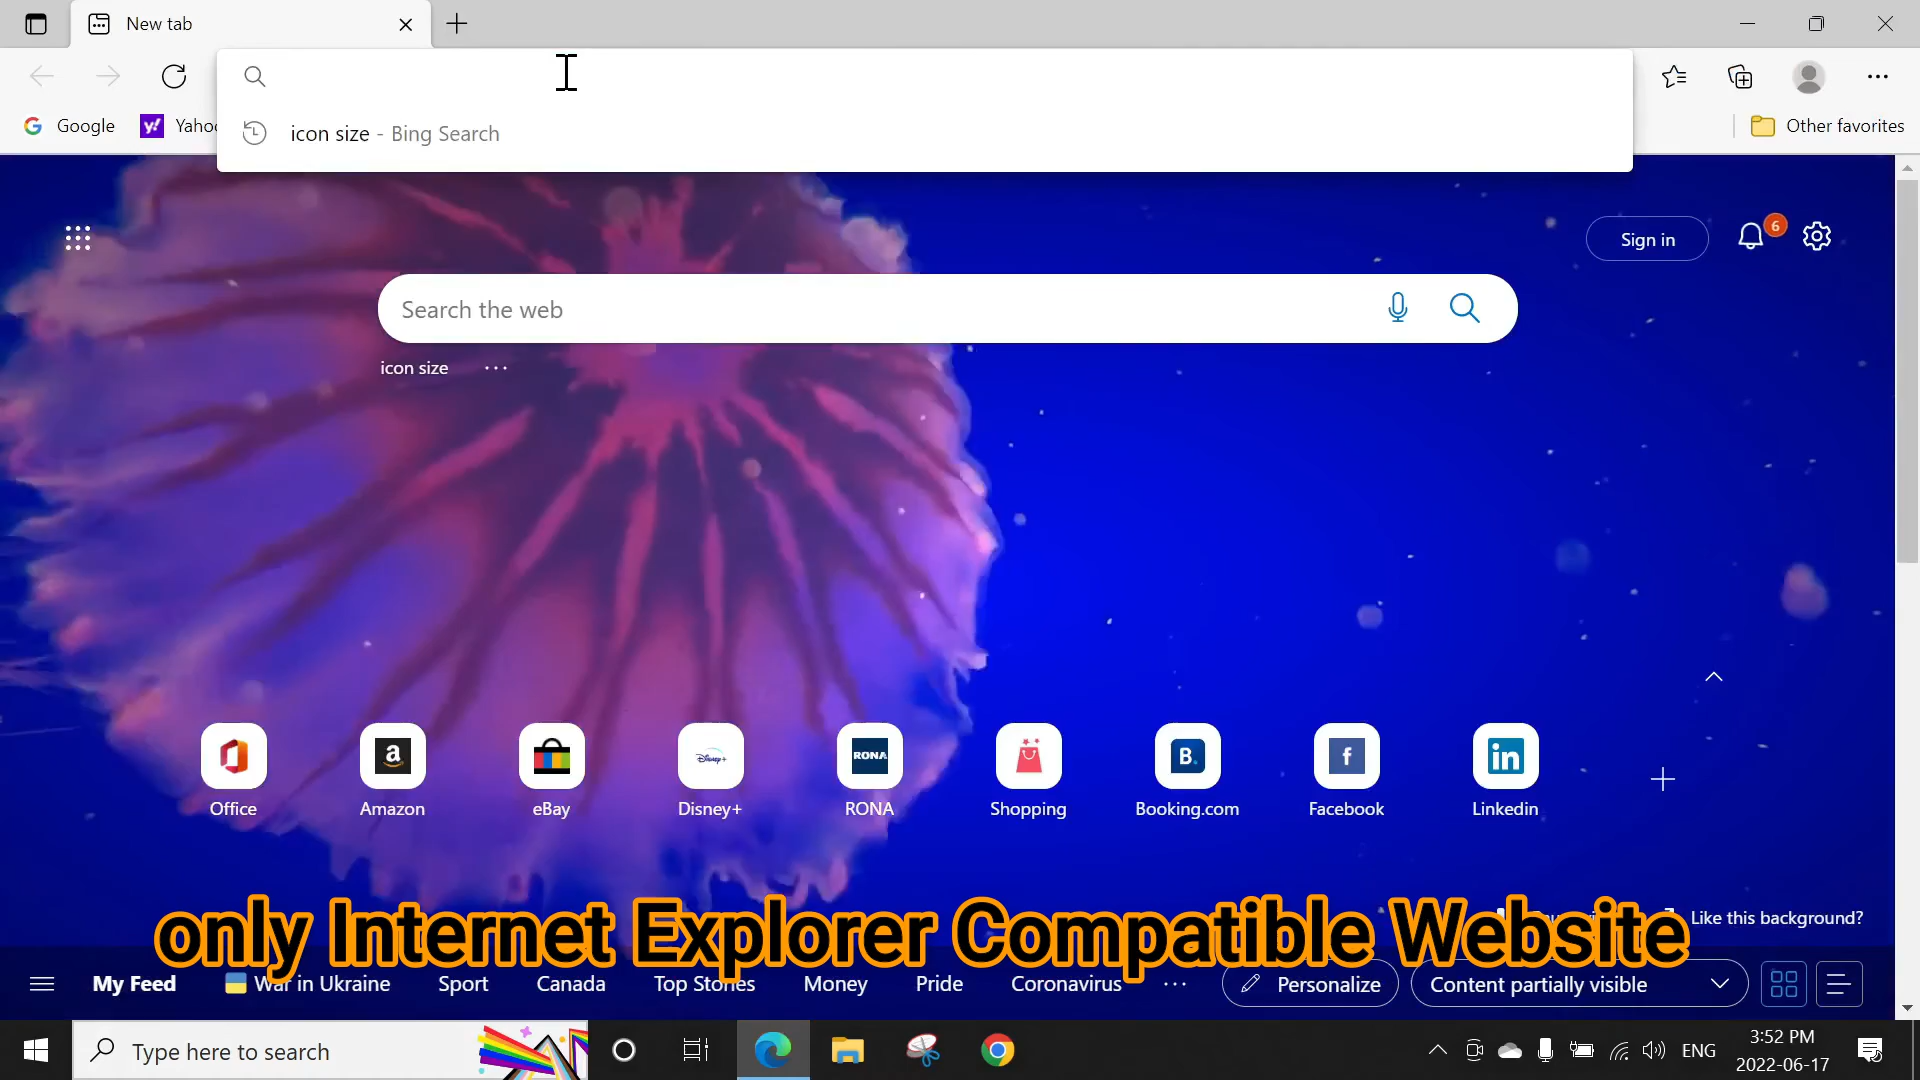 New tab
Google
icon size - Bing Search
Other favorites
Sign in
6
Search the web
icon size
a
RONA
B.
f
in
Office
Amazon
eBay
Disney+
RONA
Shopping
Booking.com
Facebook
Linkedin
Like this background?
only Internet Explorer Compatible Website
My Feed
War in Ukraine
Sport
Canada
Top Stories
Money
Pride
Coronavirus
Personalize
Content partially visible
Type here to search
ENG
3:52 PM
2022-06-17